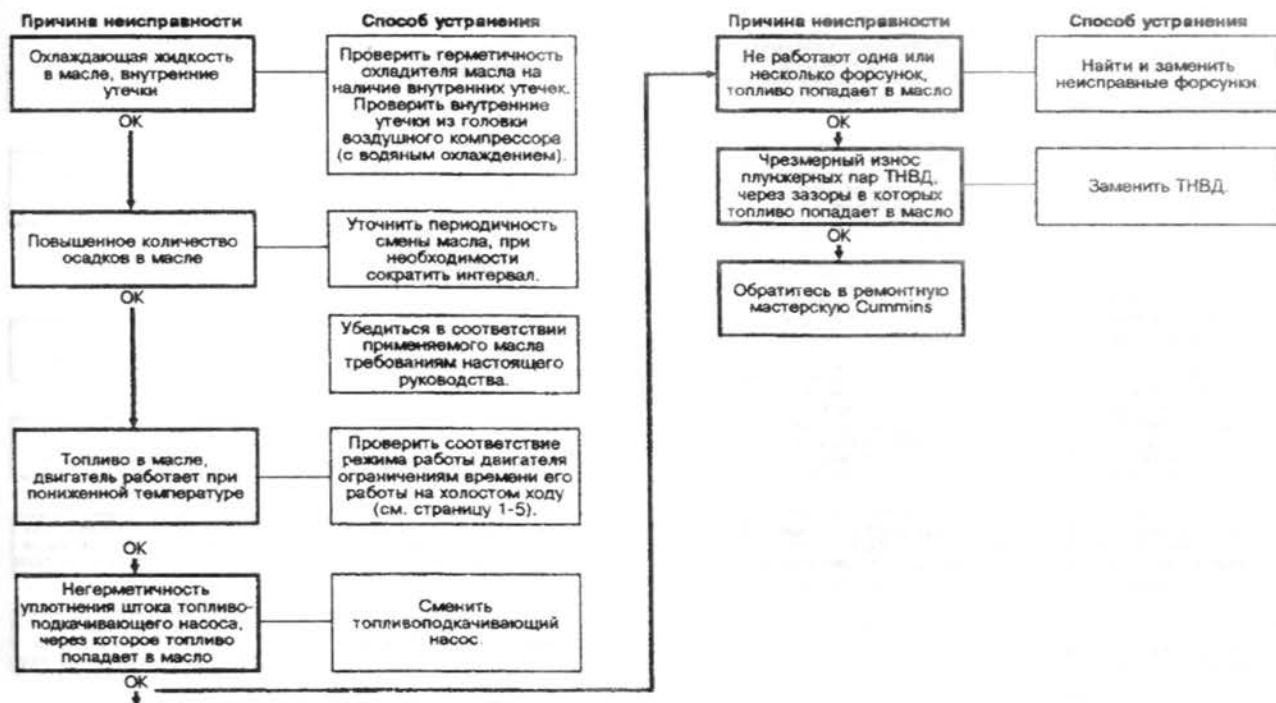 Причина неисправности
Способ устранения
Охлаждающая жидкость
в масле, внутренние
утечки
Проверить герметичность
охладителя масла на
наличие внутренних утечек.
Проверить внутренние
утечки из головки
воздушного компрессора
(с водяным охлаждением).
OK
Повышенное количество
осадков в масле
Уточнить периодичность
смены масла, при
необходимости
сократить интервал.
OK
Убедиться в соответствии
применяемого масла
требованиям настоящего
руководства.
Топливо в масле,
двигатель работает при
пониженной температуре
Проверить соответствие
режима работы двигателя
ограничениям времени его
работы на холостом ходу
(см. страницу 1-5).
OK
Негерметичность
уплотнения штока топливо-
подкачивающего насоса,
через которое топливо
попадает в масло
Сменить
топливоподкачивающий
насос.
OK
Причина неисправности
Способ устранения
Не работают одна или
несколько форсунок,
топливо попадает в масло
Найти и заменить
неисправные форсунки.
OK
Чрезмерный износ
плунжерных пар ТНВД,
через зазоры в которых
топливо попадает в масло
Заменить ТНВД.
OK
Обратитесь в ремонтную
мастерскую Cummins